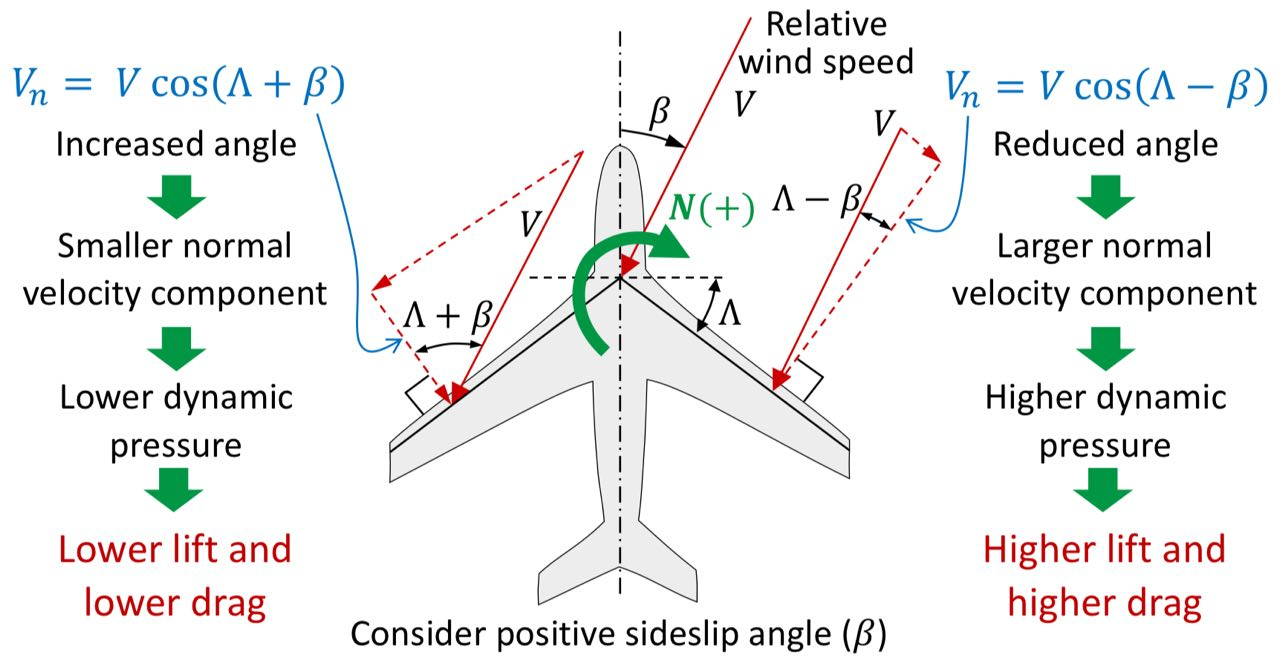 Relative
wind speed
V
β
V_n = V cos(Λ + β)
Increased angle
Smaller normal
velocity component
Lower dynamic
pressure
Lower lift and
lower drag
V
Λ + β
N(+)
Λ
V
Λ − β
V_n = V cos(Λ − β)
Reduced angle
Larger normal
velocity component
Higher dynamic
pressure
Higher lift and
higher drag
Consider positive sideslip angle (β)